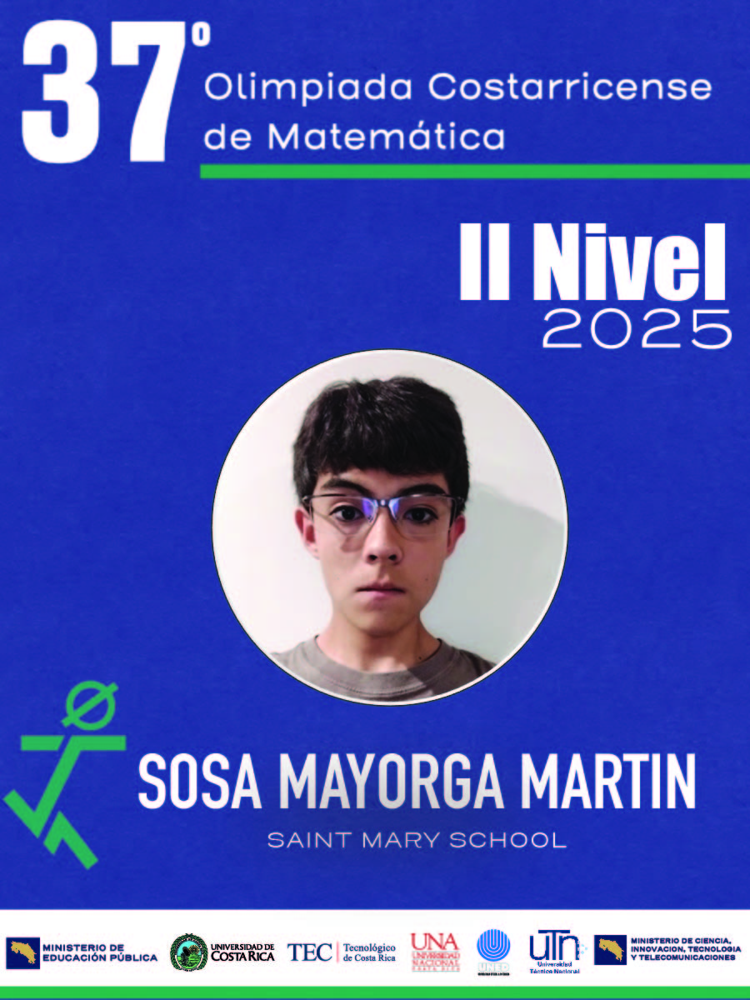 37°
Olimpiada Costarricense
de Matemática
II Nivel
2025
SOSA MAYORGA MARTIN
SAINT MARY SCHOOL
MINISTERIO DE
EDUCACIÓN PÚBLICA
UNIVERSIDAD DE
COSTA RICA
TEC
Tecnológico
de Costa Rica
UNA
UNIVERSIDAD
NACIONAL
COSTA RICA
UNED
UTN
Universidad
Técnica Nacional
MINISTERIO DE CIENCIA,
INNOVACION, TECNOLOGIA
Y TELECOMUNICACIONES